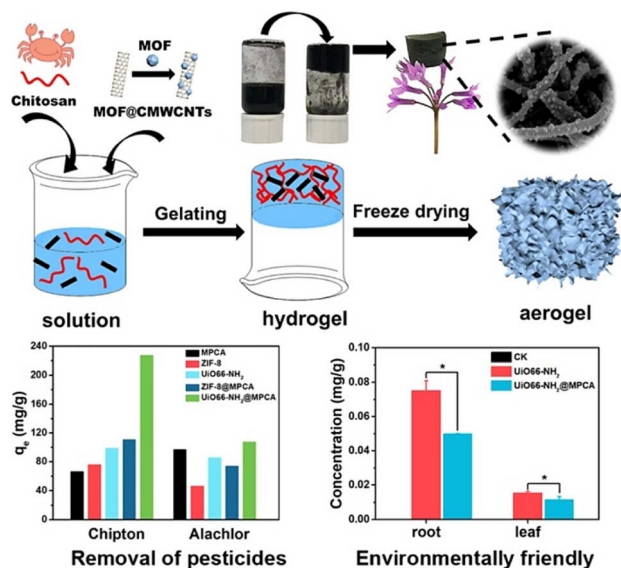 MOF
Chitosan
MOF@CMWCNTs
Gelating
Freeze drying
solution
hydrogel
aerogel
qe (mg/g)
240
200
160
120
80
40
MPCA
ZIF-8
UiO66-NH2
ZIF-8@MPCA
UiO66-NH2@MPCA
Chipton
Alachlor
Removal of pesticides
Concentration (mg/g)
0.10
0.08
0.06
0.04
0.02
0.00
CK
UiO66-NH2
UiO66-NH2@MPCA
*
*
root
leaf
Environmentally friendly